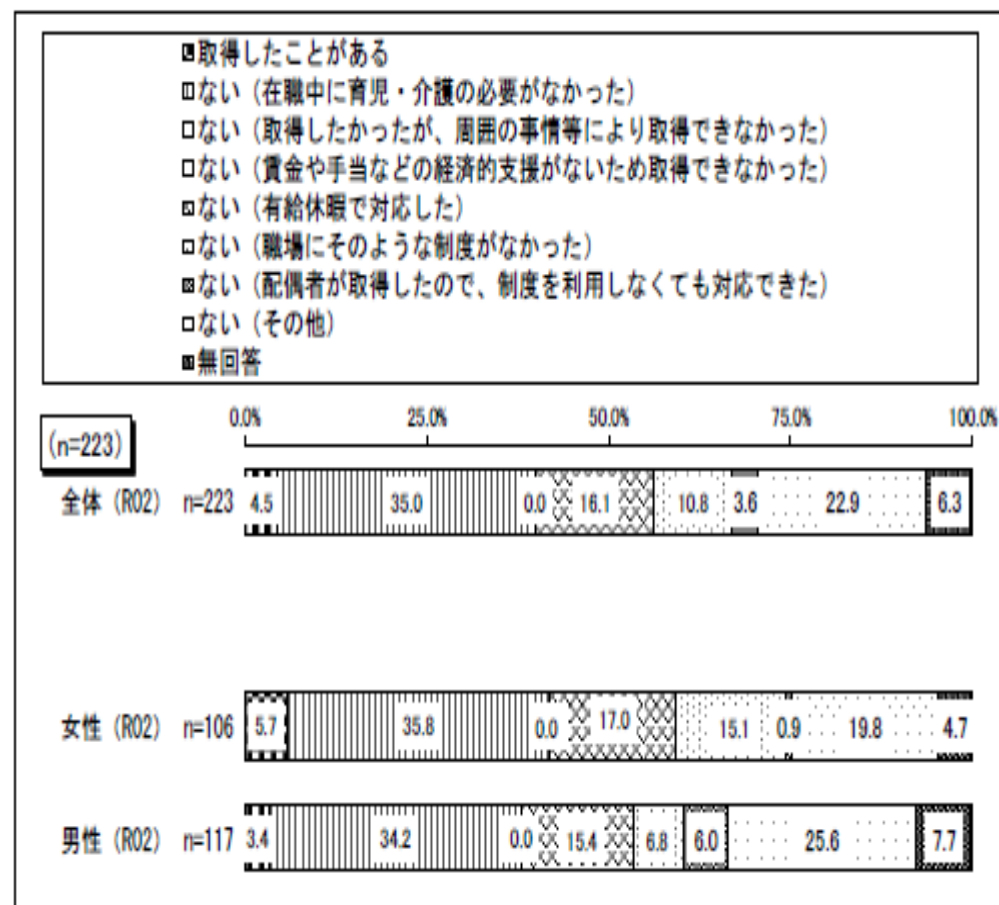 取得したことがある
ない（在職中に育児・介護の必要がなかった）
ない（取得したかったが、周囲の事情等により取得できなかった）
ない（賃金や手当などの経済的支援がないため取得できなかった）
ない（有給休暇で対応した）
ない（職場にそのような制度がなかった）
ない（配偶者が取得したので、制度を利用しなくても対応できた）
ない（その他）
無回答
0.0% 25.0% 50.0% 75.0% 100.0%
(n=223)
全体（R02） n=223 4.5 35.0 0.0 16.1 10.8 3.6 22.9 6.3
女性（R02） n=106 5.7 35.8 0.0 17.0 15.1 0.9 19.8 4.7
男性（R02） n=117 3.4 34.2 0.0 15.4 6.8 6.0 25.6 7.7